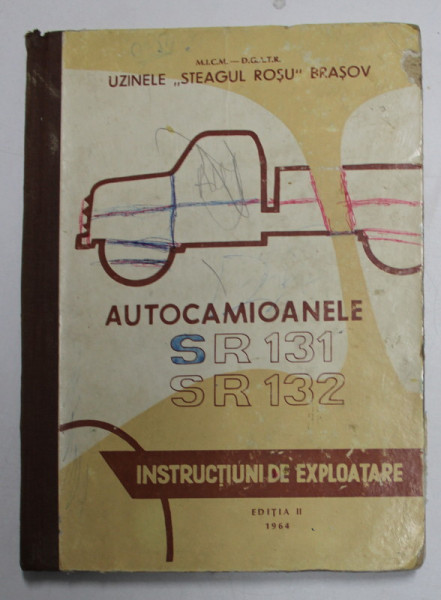 M.I.C.M. — D.G.A.T.R.
UZINELE „STEAGUL ROȘU" BRAȘOV
AUTOCAMIOANELE
SR 131
SR 132
INSTRUCȚIUNI DE EXPLOATARE
EDIȚIA II
1964